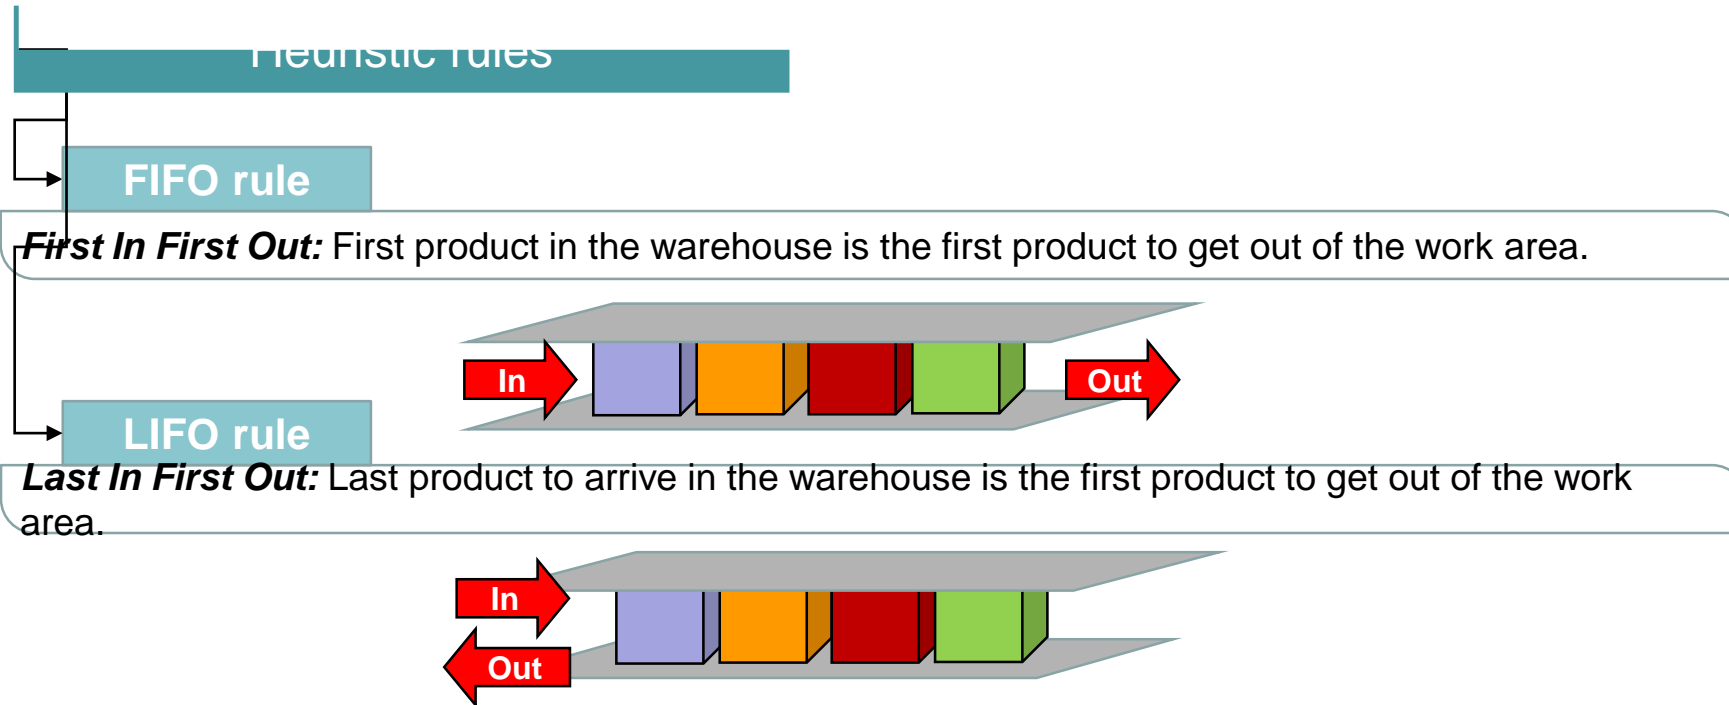 Heuristic rules
FIFO rule
First In First Out: First product in the warehouse is the first product to get out of the work area.
In
Out
LIFO rule
Last In First Out: Last product to arrive in the warehouse is the first product to get out of the work
area.
In
Out